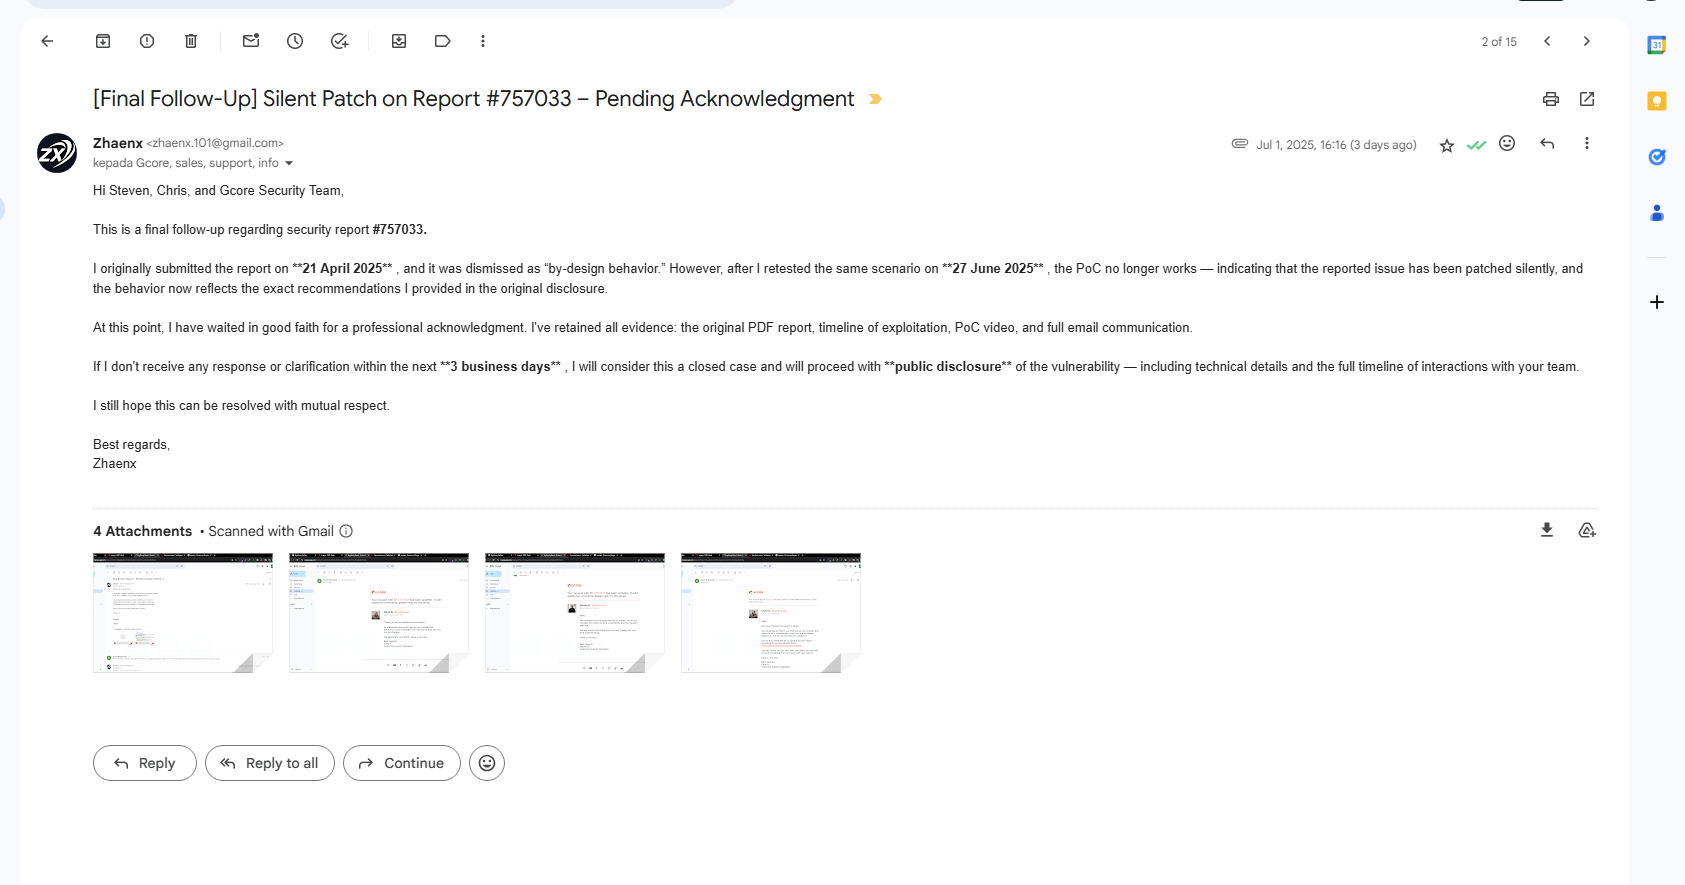 2 of 15
31
[Final Follow-Up] Silent Patch on Report #757033 – Pending Acknowledgment
ZX
Zhaenx <zhaenx.101@gmail.com>
Jul 1, 2025, 16:16 (3 days ago)
kepada Gcore, sales, support, info
Hi Steven, Chris, and Gcore Security Team,
This is a final follow-up regarding security report #757033.
I originally submitted the report on **21 April 2025** , and it was dismissed as “by-design behavior.” However, after I retested the same scenario on **27 June 2025** , the PoC no longer works — indicating that the reported issue has been patched silently, and
the behavior now reflects the exact recommendations I provided in the original disclosure.
At this point, I have waited in good faith for a professional acknowledgment. I've retained all evidence: the original PDF report, timeline of exploitation, PoC video, and full email communication.
If I don't receive any response or clarification within the next **3 business days** , I will consider this a closed case and will proceed with **public disclosure** of the vulnerability — including technical details and the full timeline of interactions with your team.
I still hope this can be resolved with mutual respect.
Best regards,
Zhaenx
4 Attachments • Scanned with Gmail
Reply
Reply to all
Continue